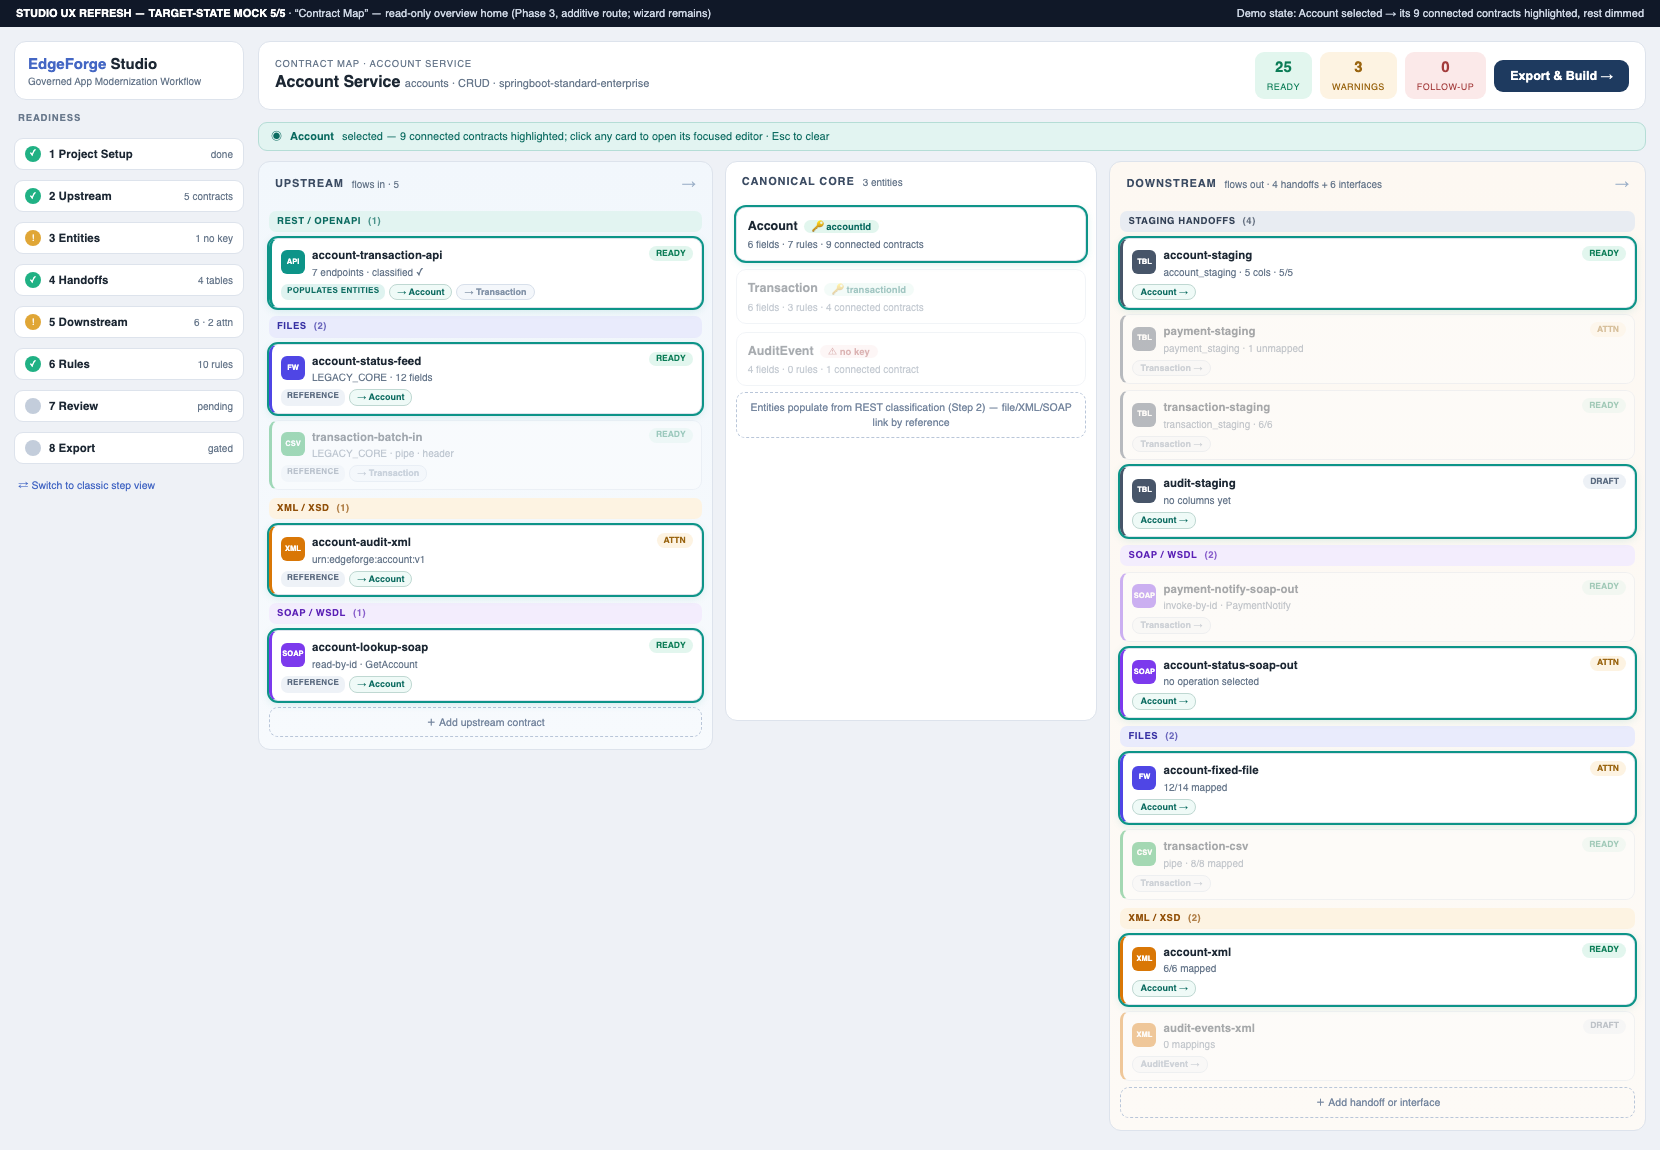 STUDIO UX REFRESH — TARGET-STATE MOCK 5/5 · “Contract Map” — read-only overview home (Phase 3, additive route; wizard remains)
Demo state: Account selected → its 9 connected contracts highlighted, rest dimmed
EdgeForge Studio
Governed App Modernization Workflow
READINESS
✓ 1 Project Setup done
✓ 2 Upstream 5 contracts
! 3 Entities 1 no key
✓ 4 Handoffs 4 tables
! 5 Downstream 6 · 2 attn
✓ 6 Rules 10 rules
7 Review pending
8 Export gated
⇄ Switch to classic step view
CONTRACT MAP · ACCOUNT SERVICE
Account Service accounts · CRUD · springboot-standard-enterprise
25 READY
3 WARNINGS
0 FOLLOW-UP
Export & Build →
◉ Account selected — 9 connected contracts highlighted; click any card to open its focused editor · Esc to clear
UPSTREAM flows in · 5 →
REST / OPENAPI (1)
API account-transaction-api READY
7 endpoints · classified ✓
POPULATES ENTITIES → Account → Transaction
FILES (2)
FW account-status-feed READY
LEGACY_CORE · 12 fields
REFERENCE → Account
CSV transaction-batch-in READY
LEGACY_CORE · pipe · header
REFERENCE → Transaction
XML / XSD (1)
XML account-audit-xml ATTN
urn:edgeforge:account:v1
REFERENCE → Account
SOAP / WSDL (1)
SOAP account-lookup-soap READY
read-by-id · GetAccount
REFERENCE → Account
+ Add upstream contract
CANONICAL CORE 3 entities
Account 🔑 accountId
6 fields · 7 rules · 9 connected contracts
Transaction 🔑 transactionId
6 fields · 3 rules · 4 connected contracts
AuditEvent ⚠ no key
4 fields · 0 rules · 1 connected contract
Entities populate from REST classification (Step 2) — file/XML/SOAP
link by reference
DOWNSTREAM flows out · 4 handoffs + 6 interfaces →
STAGING HANDOFFS (4)
TBL account-staging READY
account_staging · 5 cols · 5/5
Account →
TBL payment-staging ATTN
payment_staging · 1 unmapped
Transaction →
TBL transaction-staging READY
transaction_staging · 6/6
Transaction →
TBL audit-staging DRAFT
no columns yet
Account →
SOAP / WSDL (2)
SOAP payment-notify-soap-out READY
invoke-by-id · PaymentNotify
Transaction →
SOAP account-status-soap-out ATTN
no operation selected
Account →
FILES (2)
FW account-fixed-file ATTN
12/14 mapped
Account →
CSV transaction-csv READY
pipe · 8/8 mapped
Transaction →
XML / XSD (2)
XML account-xml READY
6/6 mapped
Account →
XML audit-events-xml DRAFT
0 mappings
AuditEvent →
+ Add handoff or interface